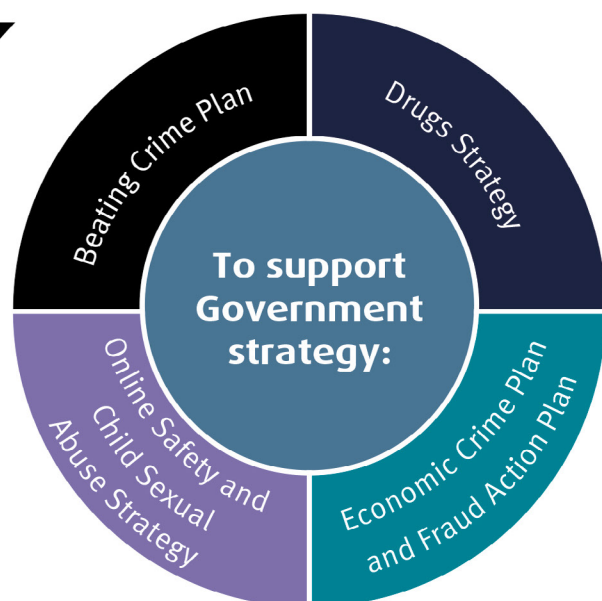 Beating Crime Plan
Drugs Strategy
To support
Government
strategy:
Online Safety and
Child Sexual
Abuse Strategy
Economic Crime Plan
and Fraud Action Plan